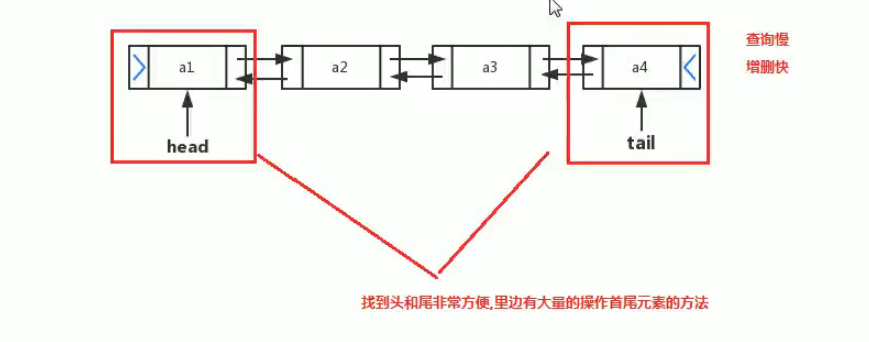 a1 a2 a3 a4
head
tail
查询慢
增删快
找到头和尾非常方便,里边有大量的操作首尾元素的方法